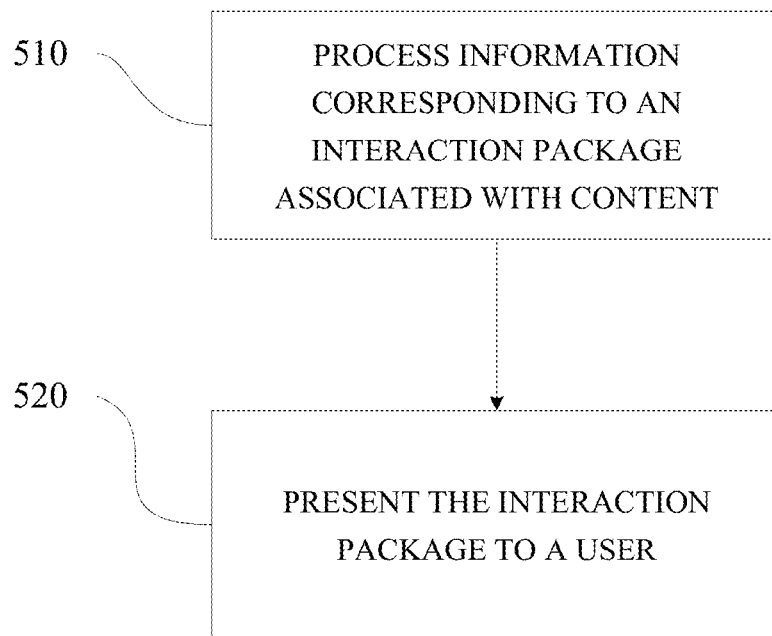 510
PROCESS INFORMATION
CORRESPONDING TO AN
INTERACTION PACKAGE
ASSOCIATED WITH CONTENT
520
PRESENT THE INTERACTION
PACKAGE TO A USER